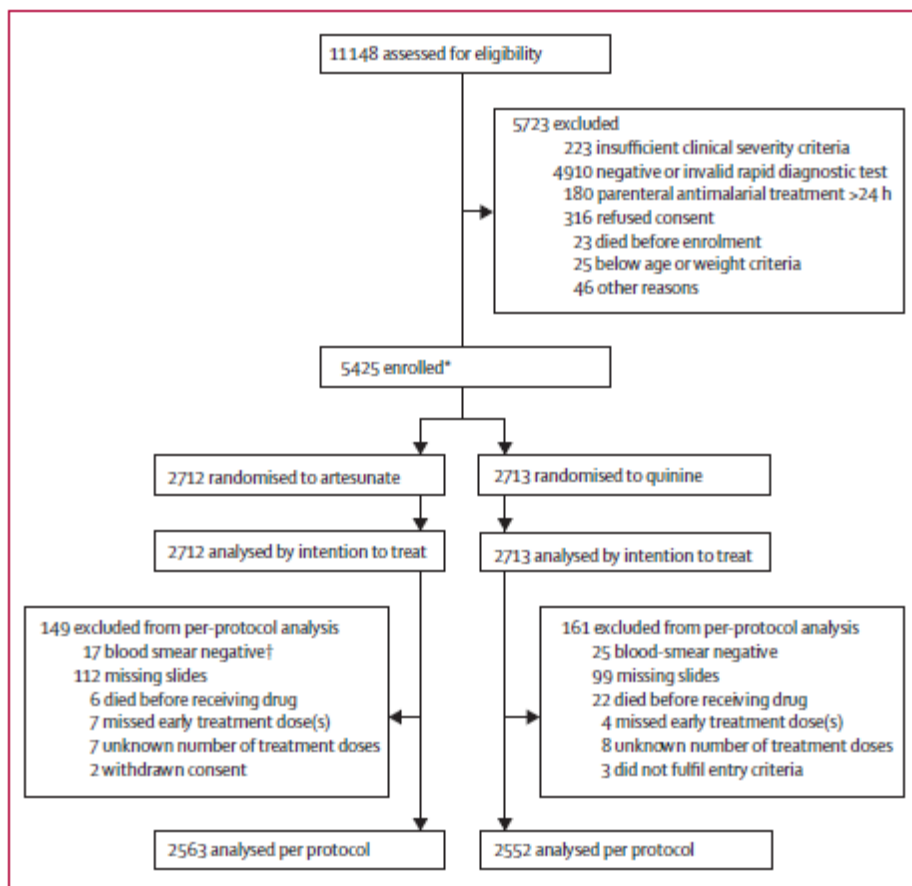 11148 assessed for eligibility
5723 excluded
223 insufficient clinical severity criteria
4910 negative or invalid rapid diagnostic test
180 parenteral antimalarial treatment >24 h
316 refused consent
23 died before enrolment
25 below age or weight criteria
46 other reasons
5425 enrolled*
2712 randomised to artesunate
2713 randomised to quinine
2712 analysed by intention to treat
2713 analysed by intention to treat
149 excluded from per-protocol analysis
17 blood smear negative†
112 missing slides
6 died before receiving drug
7 missed early treatment dose(s)
7 unknown number of treatment doses
2 withdrawn consent
161 excluded from per-protocol analysis
25 blood-smear negative
99 missing slides
22 died before receiving drug
4 missed early treatment dose(s)
8 unknown number of treatment doses
3 did not fulfil entry criteria
2563 analysed per protocol
2552 analysed per protocol